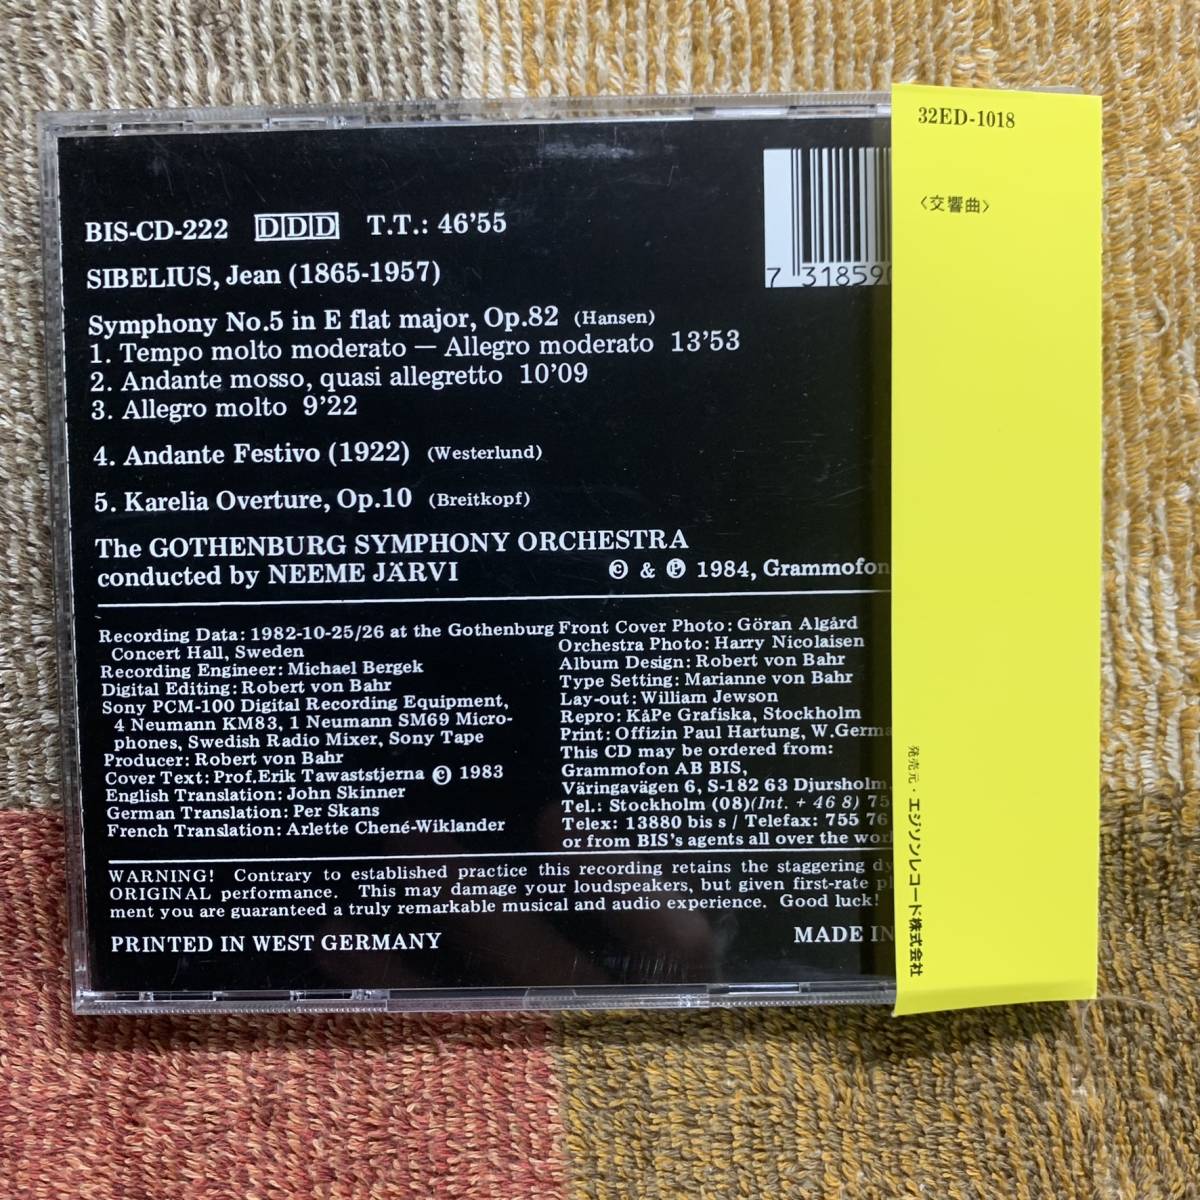 BIS-CD-222 DDD T.T.: 46'55
SIBELIUS, Jean (1865-1957)
Symphony No.5 in E flat major, Op.82 (Hansen)
1. Tempo molto moderato — Allegro moderato 13'53
2. Andante mosso, quasi allegretto 10'09
3. Allegro molto 9'22
4. Andante Festivo (1922) (Westerlund)
5. Karelia Overture, Op.10 (Breitkopf)
The GOTHENBURG SYMPHONY ORCHESTRA
conducted by NEEME JÄRVI
© & ℗ 1984, Grammofon
Recording Data: 1982-10-25/26 at the Gothenburg
Concert Hall, Sweden
Recording Engineer: Michael Bergek
Digital Editing: Robert von Bahr
Sony PCM-100 Digital Recording Equipment,
4 Neumann KM83, 1 Neumann SM69 Micro-
phones, Swedish Radio Mixer, Sony Tape
Producer: Robert von Bahr
Cover Text: Prof.Erik Tawaststjerna © 1983
English Translation: John Skinner
German Translation: Per Skans
French Translation: Arlette Chené-Wiklander
Front Cover Photo: Göran Algård
Orchestra Photo: Harry Nicolaisen
Album Design: Robert von Bahr
Type Setting: Marianne von Bahr
Lay-out: William Jewson
Repro: KåPe Grafiska, Stockholm
Print: Offizin Paul Hartung, W.Germa
This CD may be ordered from:
Grammofon AB BIS,
Väringavägen 6, S-182 63 Djursholm,
Tel.: Stockholm (08)(Int. + 46 8) 75
Telex: 13880 bis s / Telefax: 755 76
or from BIS's agents all over the wor
WARNING! Contrary to established practice this recording retains the staggering dy
ORIGINAL performance. This may damage your loudspeakers, but given first-rate pl
ment you are guaranteed a truly remarkable musical and audio experience. Good luck!
PRINTED IN WEST GERMANY
MADE IN
7 318590
32ED-1018
〈交響曲〉
発売元・エジソンレコード株式会社